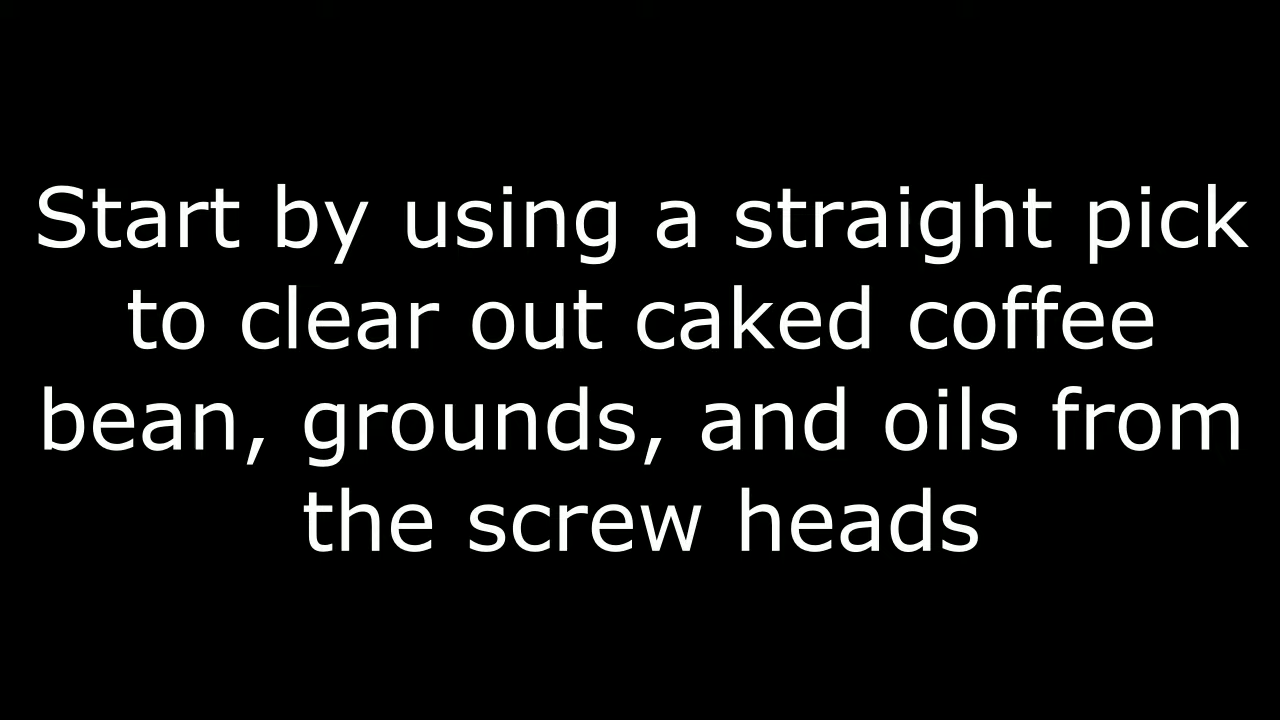 Start by using a straight pick
to clear out caked coffee
bean, grounds, and oils from
the screw heads